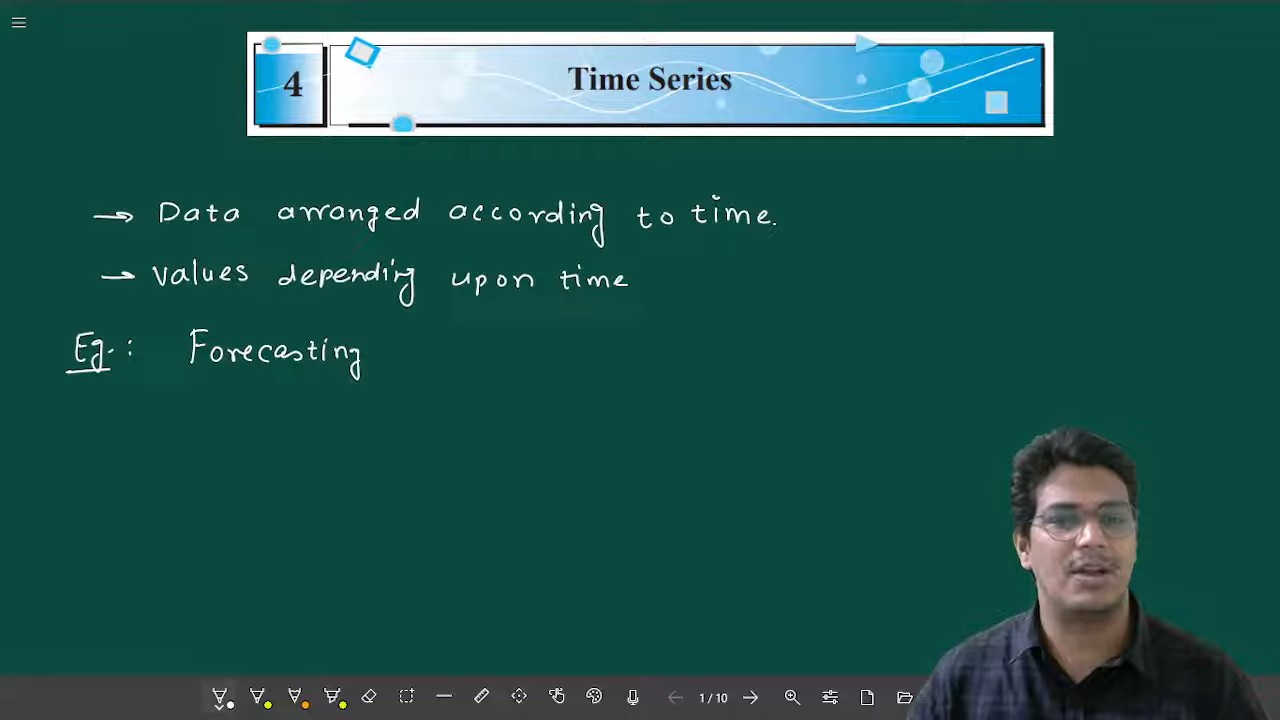 4 Time Series
→ Data arranged according to time.
→ values depending upon time
Eg.: Forecasting
1/10